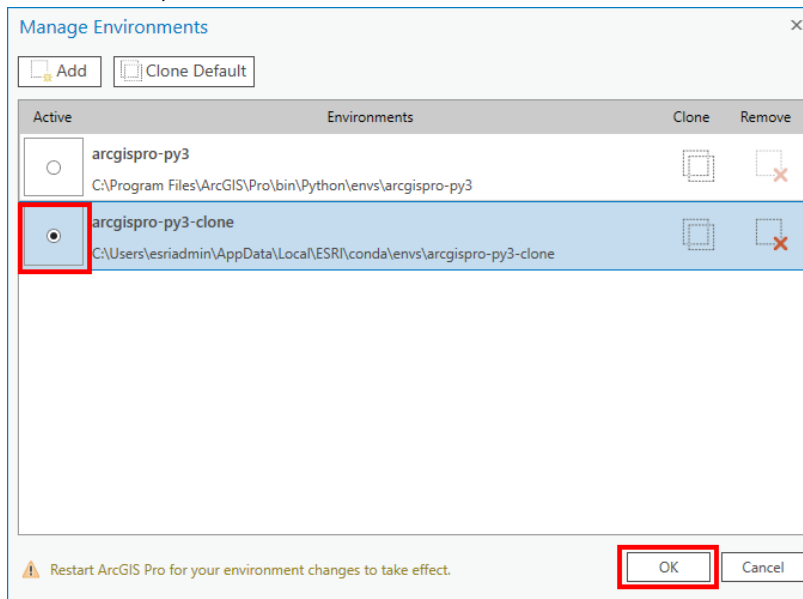 Manage Environments
Add Clone Default
Active Environments Clone Remove
arcgispro-py3
C:\Program Files\ArcGIS\Pro\bin\Python\envs\arcgispro-py3
arcgispro-py3-clone
C:\Users\esriadmin\AppData\Local\ESRI\conda\envs\arcgispro-py3-clone
Restart ArcGIS Pro for your environment changes to take effect. OK Cancel